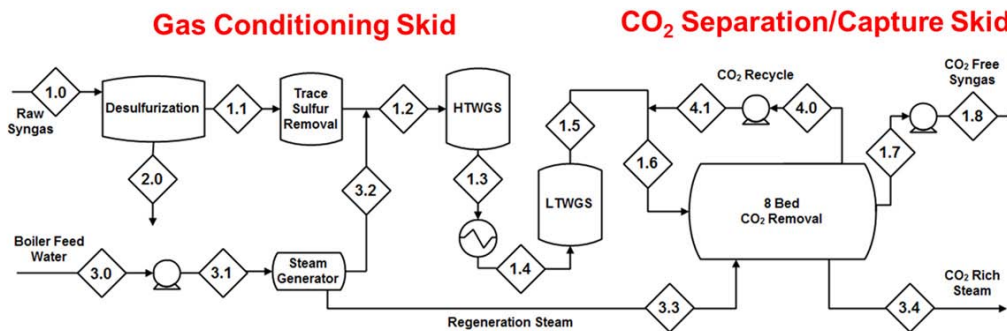 Gas Conditioning Skid
CO₂ Separation/Capture Skid
1.0
Raw
Syngas
Desulfurization
1.1
Trace
Sulfur
Removal
1.2
HTWGS
1.3
1.4
LTWGS
1.5
CO₂ Recycle
4.1
4.0
CO₂ Free
Syngas
1.8
1.7
1.6
8 Bed
CO₂ Removal
2.0
3.2
Boiler Feed
Water
3.0
3.1
Steam
Generator
Regeneration Steam
3.3
3.4
CO₂ Rich
Steam